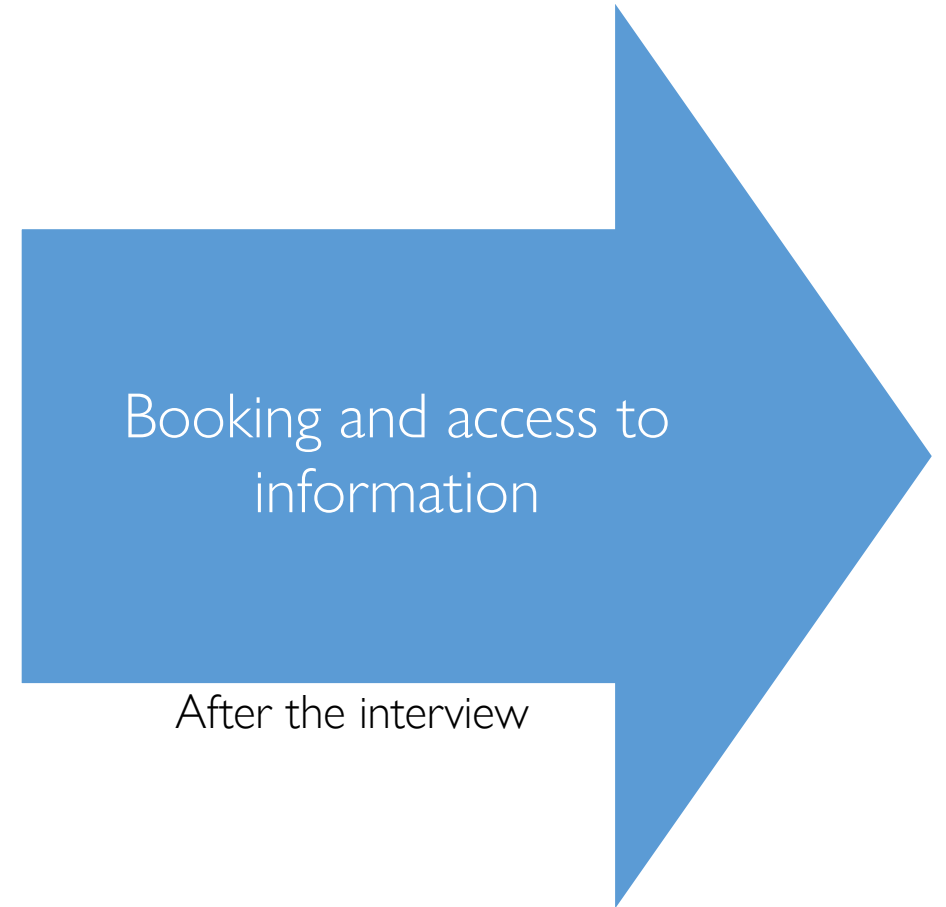 Booking and access to
information
After the interview